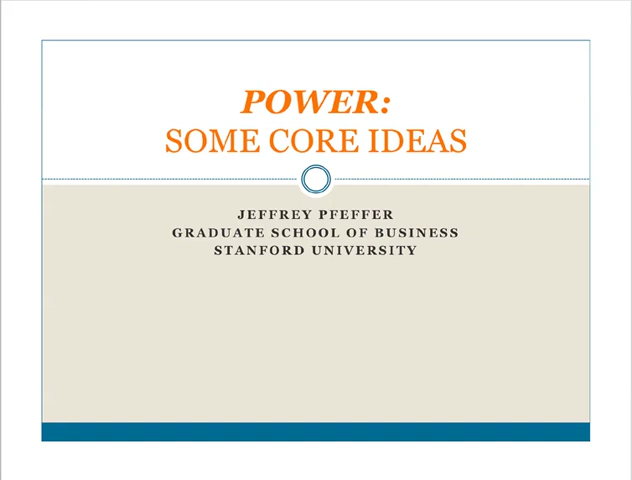 POWER:
SOME CORE IDEAS
JEFFREY PFEFFER
GRADUATE SCHOOL OF BUSINESS
STANFORD UNIVERSITY